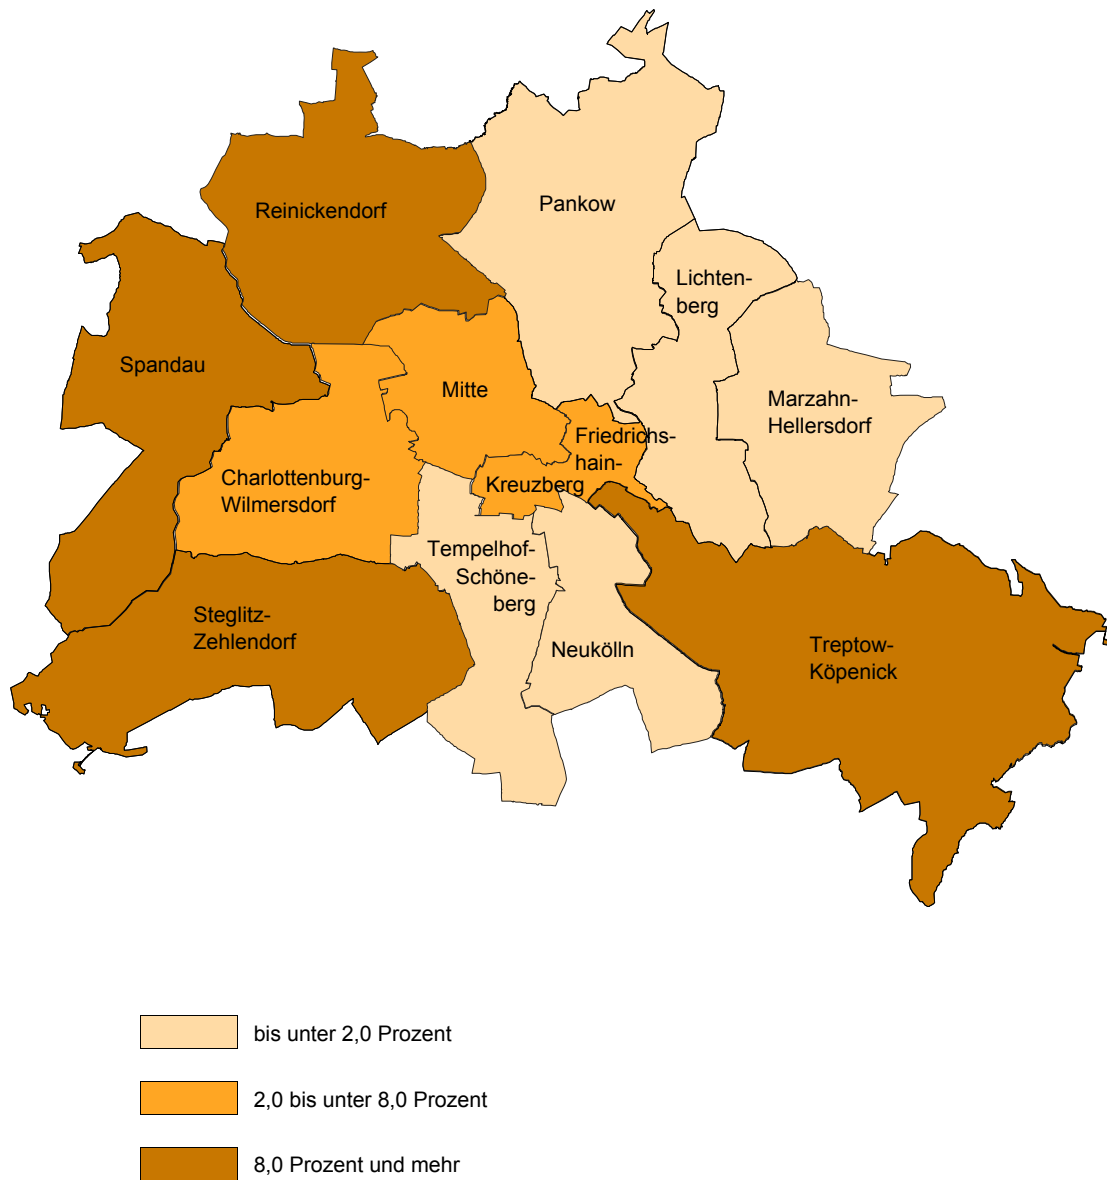 Reinickendorf
Pankow
Lichten-
berg
Spandau
Mitte
Marzahn-
Hellersdorf
Friedrichs-
hain-
Kreuzberg
Charlottenburg-
Wilmersdorf
Tempelhof-
Schöne-
berg
Steglitz-
Zehlendorf
Neukölln
Treptow-
Köpenick
bis unter 2,0 Prozent
2,0 bis unter 8,0 Prozent
8,0 Prozent und mehr